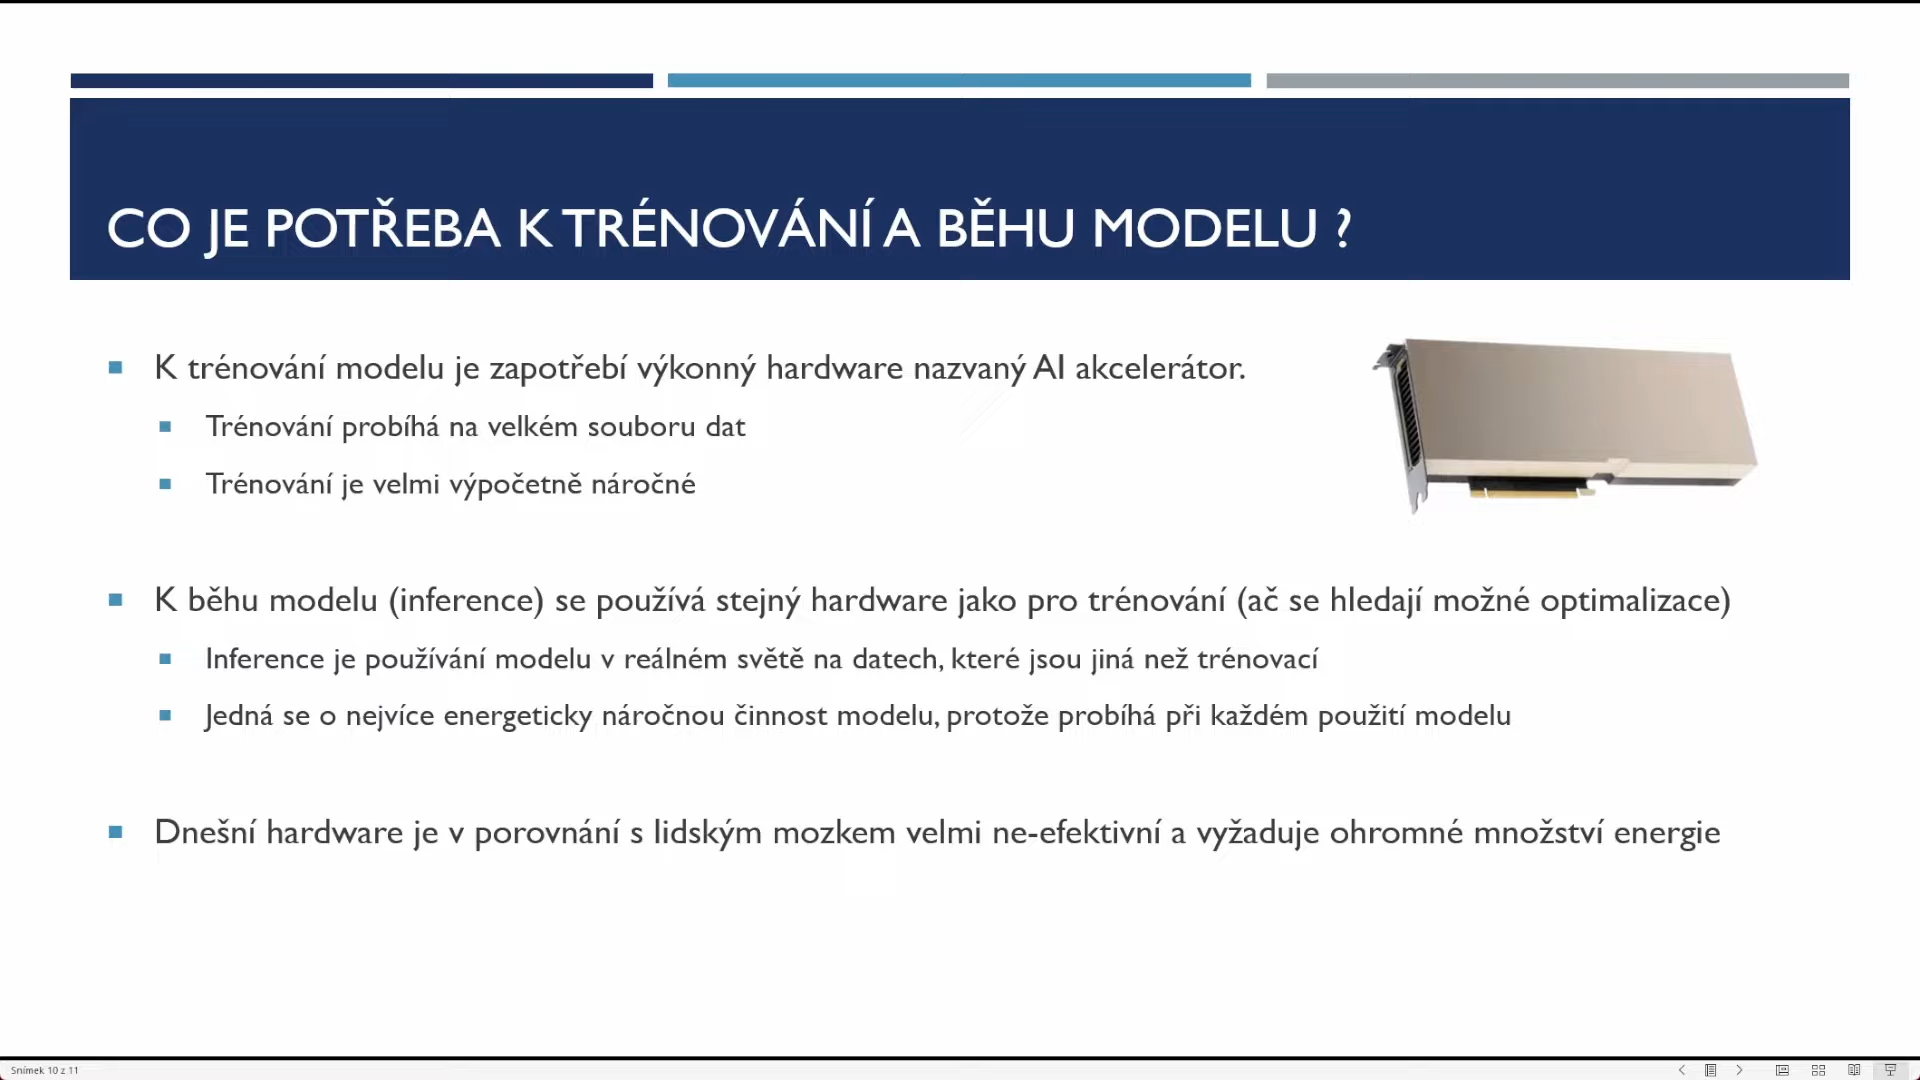 CO JE POTŘEBA K TRÉNOVÁNÍ A BĚHU MODELU ?
K trénování modelu je zapotřebí výkonný hardware nazvaný AI akcelerátor.
Trénování probíhá na velkém souboru dat
Trénování je velmi výpočetně náročné
K běhu modelu (inference) se používá stejný hardware jako pro trénování (ač se hledají možné optimalizace)
Inference je používání modelu v reálném světě na datech, které jsou jiná než trénovací
Jedná se o nejvíce energeticky náročnou činnost modelu, protože probíhá při každém použití modelu
Dnešní hardware je v porovnání s lidským mozkem velmi ne-efektivní a vyžaduje ohromné množství energie
Snímek 10 z 11